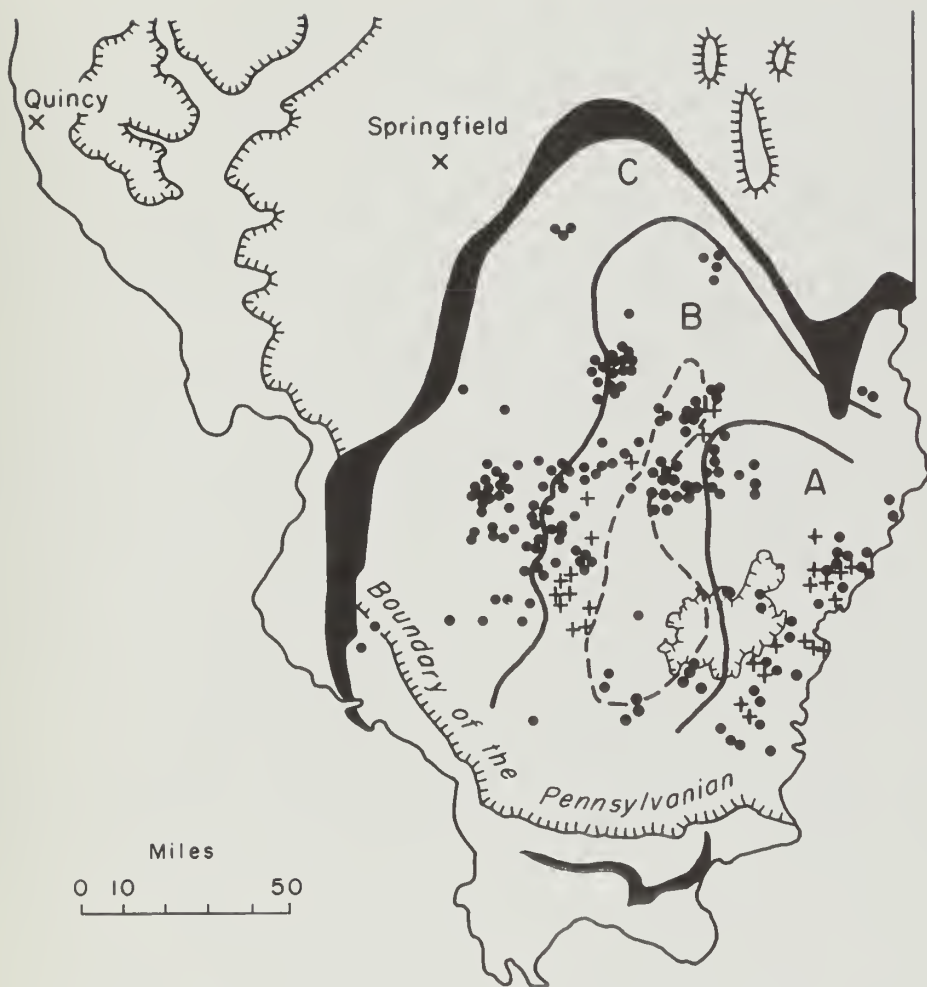 Quincy
Springfield
C
B
A
Boundary of the Pennsylvanian
Miles
0 10 50